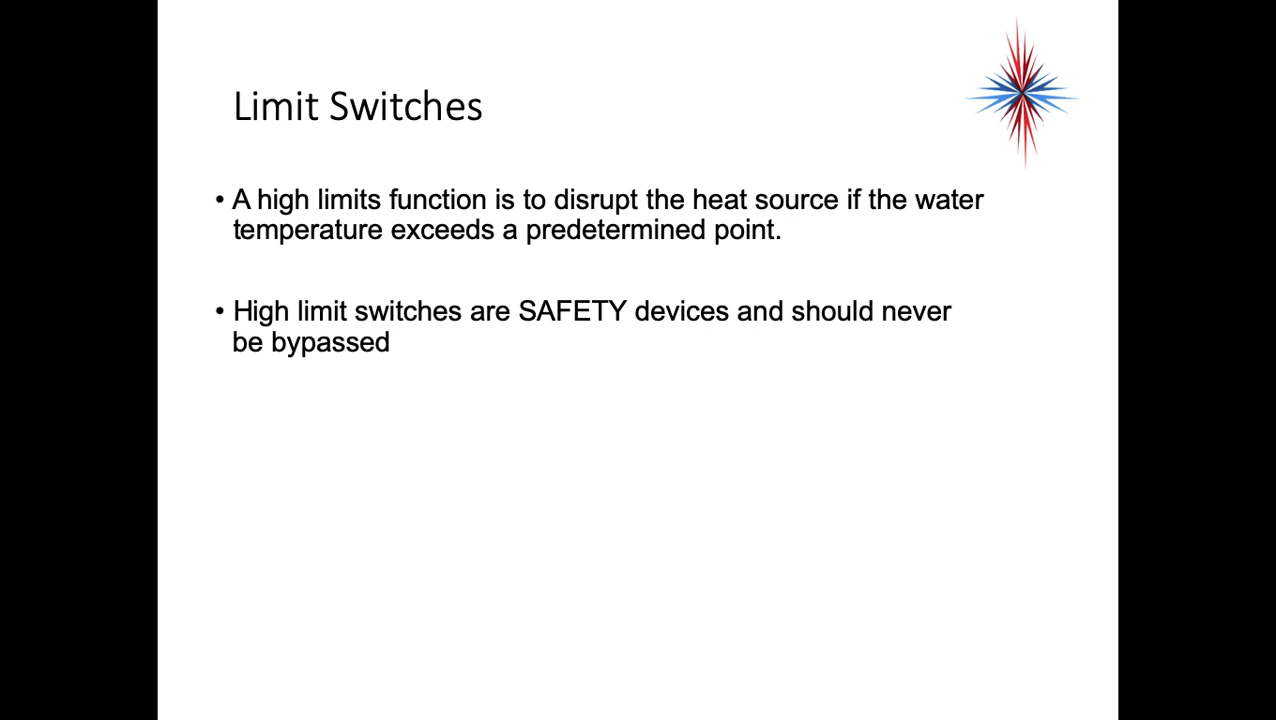 Limit Switches
• A high limits function is to disrupt the heat source if the water
temperature exceeds a predetermined point.
• High limit switches are SAFETY devices and should never
be bypassed